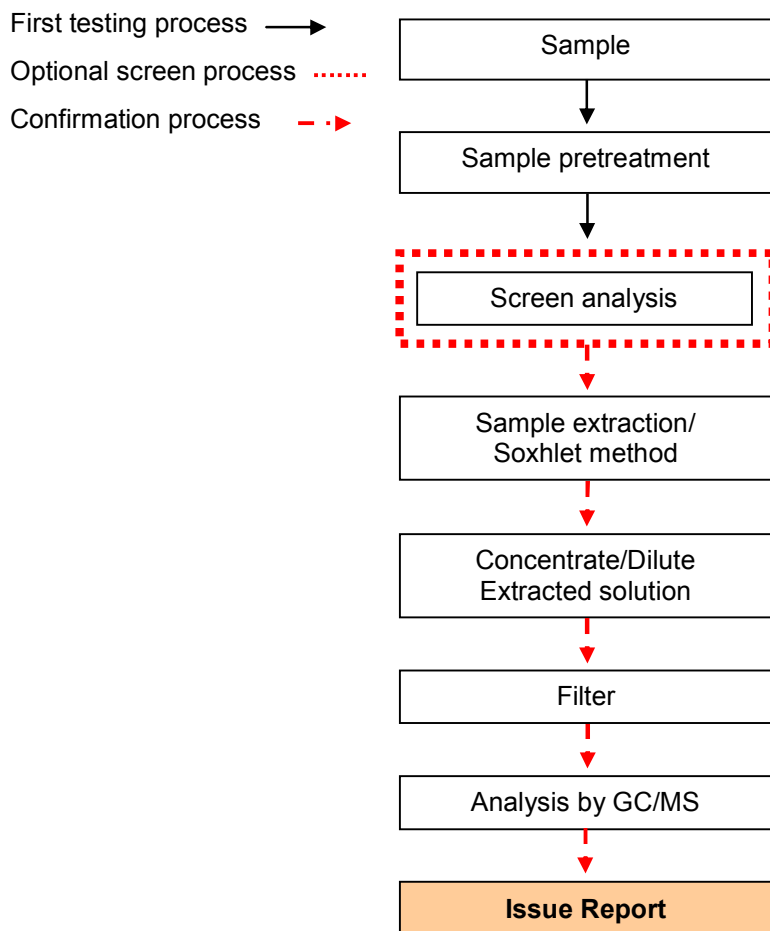 First testing process
Optional screen process
Confirmation process
Sample
Sample pretreatment
Screen analysis
Sample extraction/
Soxhlet method
Concentrate/Dilute
Extracted solution
Filter
Analysis by GC/MS
Issue Report